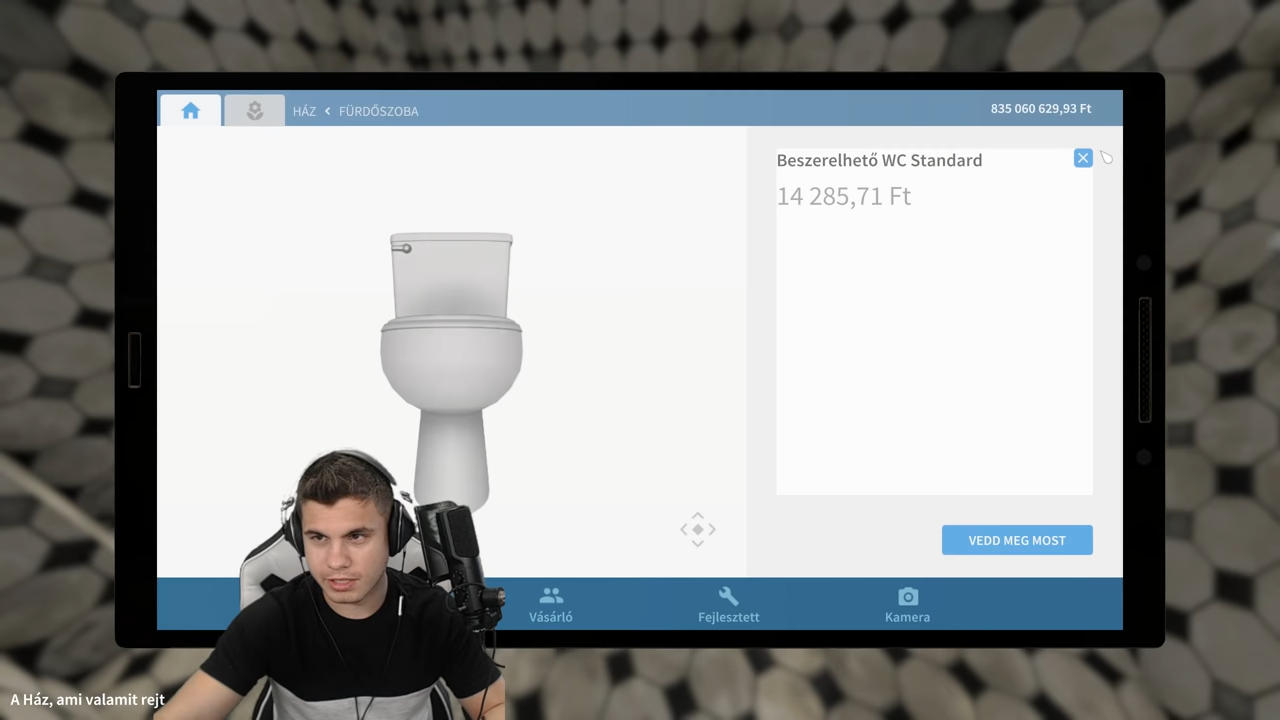 HÁZ < FÜRDŐSZOBA
835 060 629,93 Ft
Beszerelhető WC Standard
14 285,71 Ft
VEDD MEG MOST
Vásárló
Fejlesztett
Kamera
A Ház, ami valamit rejt